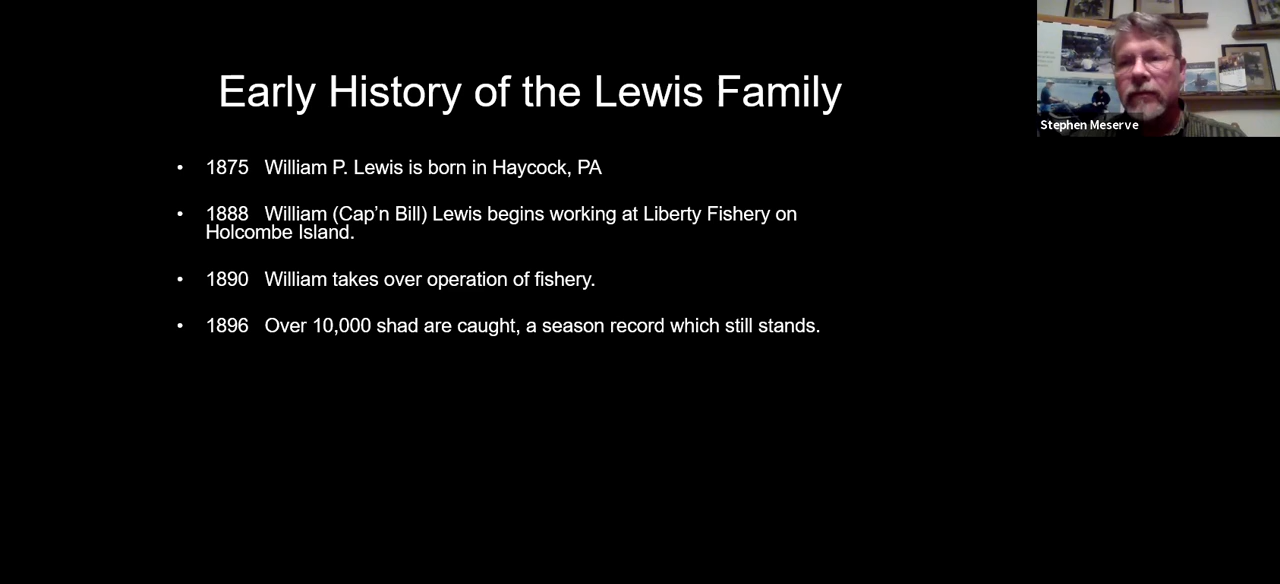 Early History of the Lewis Family
• 1875 William P. Lewis is born in Haycock, PA
• 1888 William (Cap’n Bill) Lewis begins working at Liberty Fishery on
Holcombe Island.
• 1890 William takes over operation of fishery.
• 1896 Over 10,000 shad are caught, a season record which still stands.
Stephen Meserve